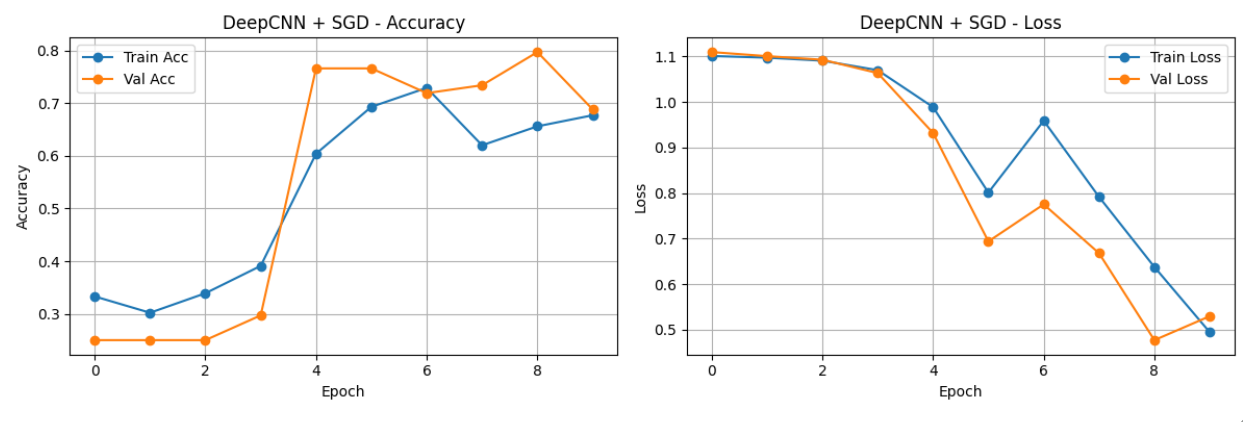 DeepCNN + SGD - Accuracy
Train Acc
Val Acc
0.8
0.7
0.6
0.5
0.4
0.3
Accuracy
0 2 4 6 8
Epoch
DeepCNN + SGD - Loss
Train Loss
Val Loss
1.1
1.0
0.9
0.8
0.7
0.6
0.5
Loss
0 2 4 6 8
Epoch